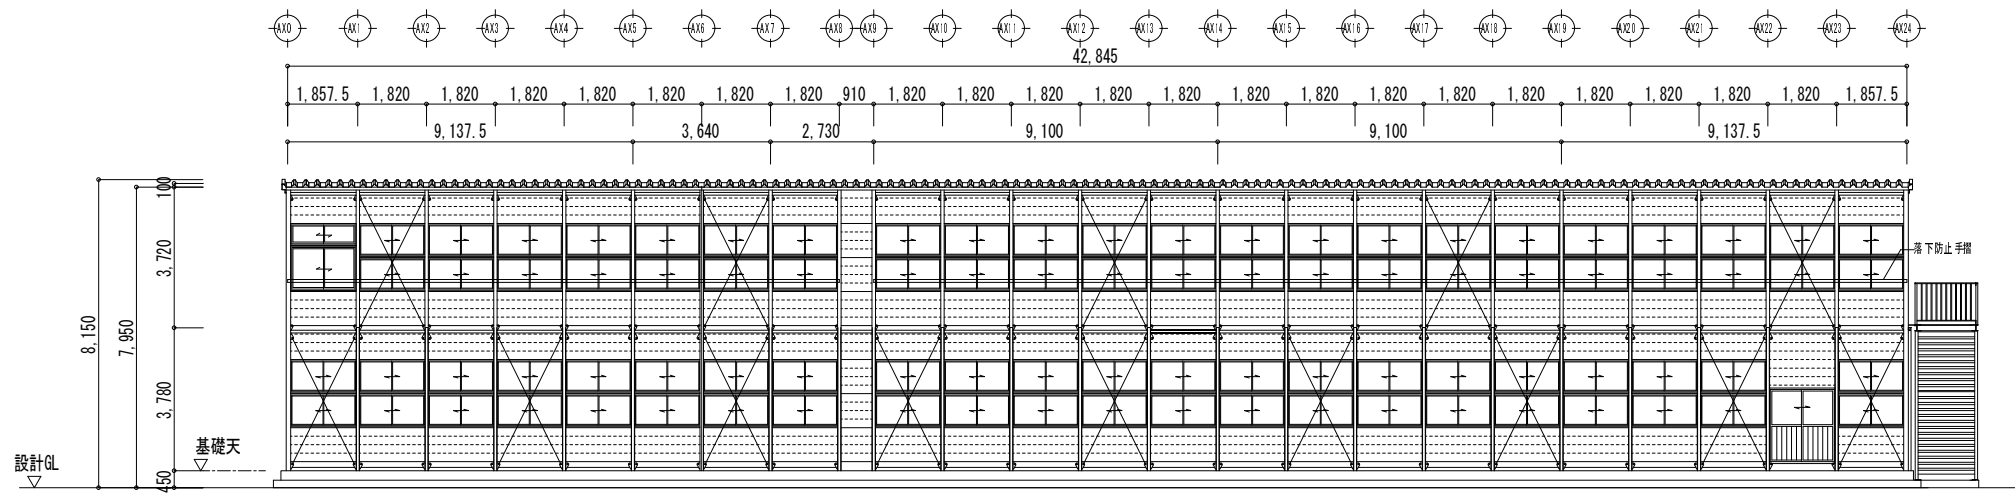 AX0 AX1 AX2 AX3 AX4 AX5 AX6 AX7 AX8 AX9 AX10 AX11 AX12 AX13 AX14 AX15 AX16 AX17 AX18 AX19 AX20 AX21 AX22 AX23 AX24
42,845
1,857.5 1,820 1,820 1,820 1,820 1,820 1,820 1,820 910 1,820 1,820 1,820 1,820 1,820 1,820 1,820 1,820 1,820 1,820 1,820 1,820 1,820 1,820 1,857.5
9,137.5 3,640 2,730 9,100 9,100 9,137.5
100
3,720
落下防止手摺
8,150
7,950
3,780
基礎天
設計GL
450